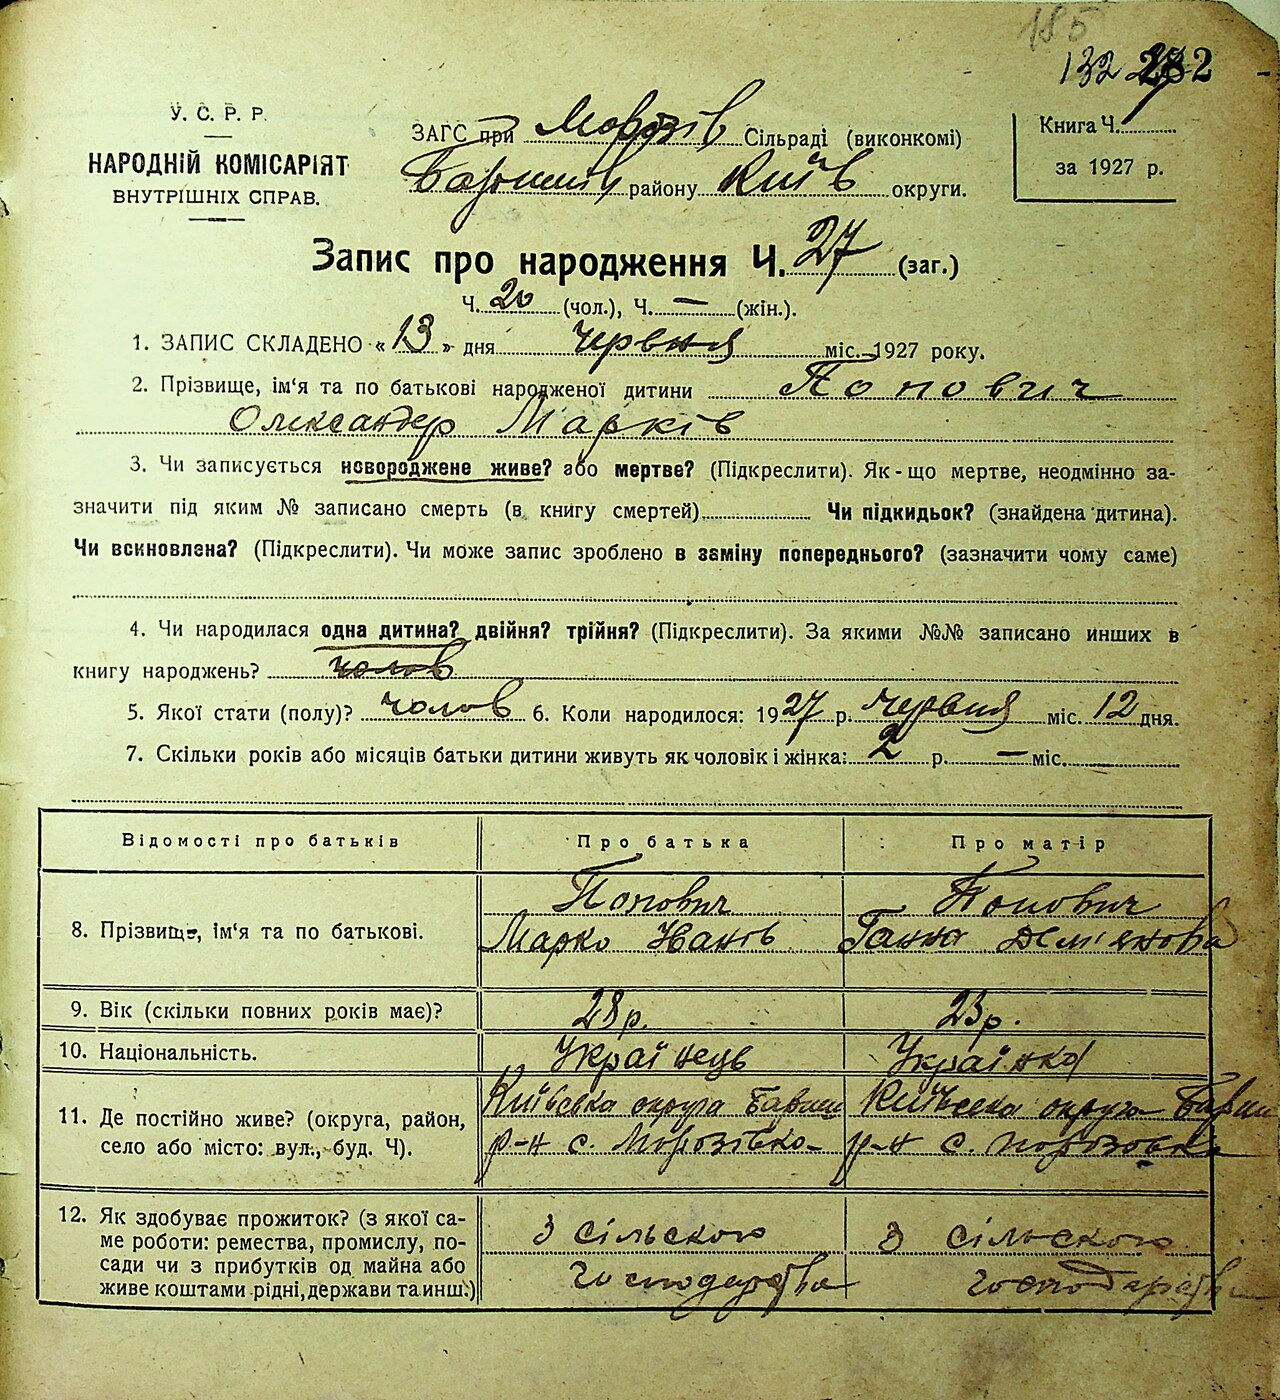 185
132
282
У. С. Р. Р.
НАРОДНІЙ КОМІСАРІЯТ
ВНУТРІШНІХ СПРАВ.
ЗАГС при Морозів Сільраді (виконкомі)
району Київ округи.
Книга Ч.
за 1927 р.
Запис про народження Ч. 27 (заг.)
Ч. 20 (чол.), Ч. — (жін.).
1. ЗАПИС СКЛАДЕНО « 13 » дня червня міс. 1927 року.
2. Прізвище, ім'я та по батькові народженої дитини Попович
Олександер Марків
3. Чи записується новороджене живе? або мертве? (Підкреслити). Як-що мертве, неодмінно за-
значити під яким № записано смерть (в книгу смертей) Чи підкидьок? (знайдена дитина).
Чи всиновлена? (Підкреслити). Чи може запис зроблено в заміну попереднього? (зазначити чому саме)
4. Чи народилася одна дитина? двійня? трійня? (Підкреслити). За якими №№ записано инших в
книгу народжень? чолов
5. Якої стати (полу)? чолов 6. Коли народилося: 1927 р. червня міс. 12 дня.
7. Скільки років або місяців батьки дитини живуть як чоловік і жінка: 2 р. — міс.
Відомості про батьків Про батька Про матір
8. Прізвище, ім'я та по батькові. Попович Попович
Марко Іванів Ганна Дем'янова
9. Вік (скільки повних років має)? 28 р. 23 р.
10. Національність. Українець Українка
11. Де постійно живе? (округа, район, Київська округа Київська округа
село або місто: вул., буд. Ч). р-н с. Морозівка р-н с. Морозовка
12. Як здобуває прожиток? (з якої са- З сільского З сільского
ме роботи: ремества, промислу, по-
сади чи з прибутків од майна або господарства господарства
живе коштами рідні, держави та инш.)